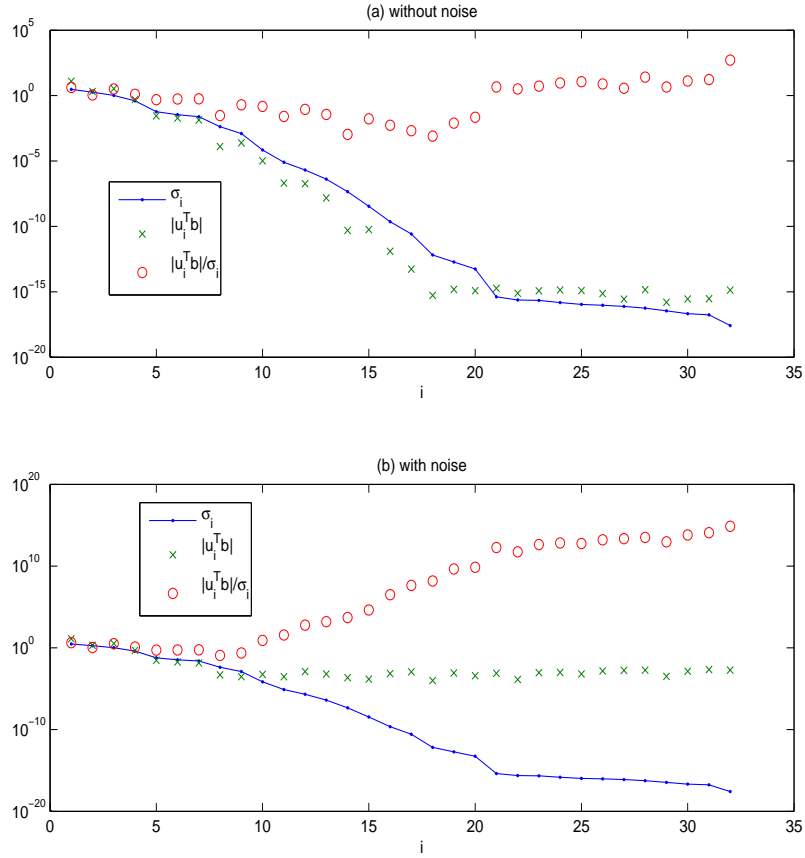 (a) without noise
10^5
10^0
10^−5
10^−10
10^−15
10^−20
σ_i
|u_i^T b|
|u_i^T b|/σ_i
0 5 10 15 20 25 30 35
i
(b) with noise
10^20
10^10
10^0
10^−10
10^−20
σ_i
|u_i^T b|
|u_i^T b|/σ_i
0 5 10 15 20 25 30 35
i